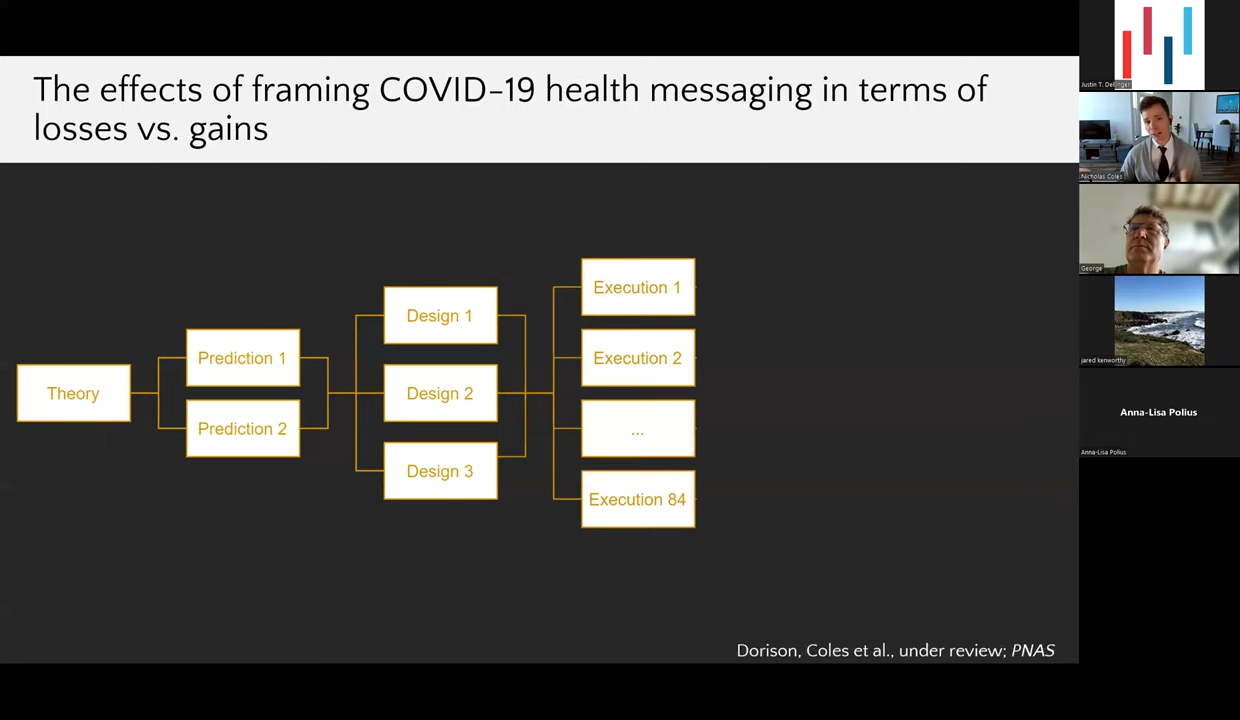 The effects of framing COVID-19 health messaging in terms of
losses vs. gains
Theory
Prediction 1
Prediction 2
Design 1
Design 2
Design 3
Execution 1
Execution 2
...
Execution 84
Dorison, Coles et al., under review; PNAS
Justin T. Dellinger
Nicholas Coles
George
jared kenworthy
Anna-Lisa Polius
Anna-Lisa Polius